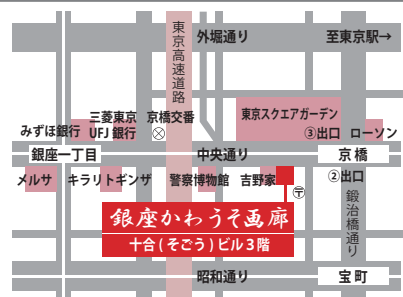 東京高速道路
外堀通り
至東京駅→
東京スクエアガーデン
三菱東京
UFJ 銀行
京橋交番
みずほ銀行
③出口
ローソン
銀座一丁目
中央通り
京橋
メルサ
キラリトギンザ
警察博物館
吉野家
②出口
〒
鍛冶橋通り
銀座かわうそ画廊
十合(そごう)ビル3階
昭和通り
宝町